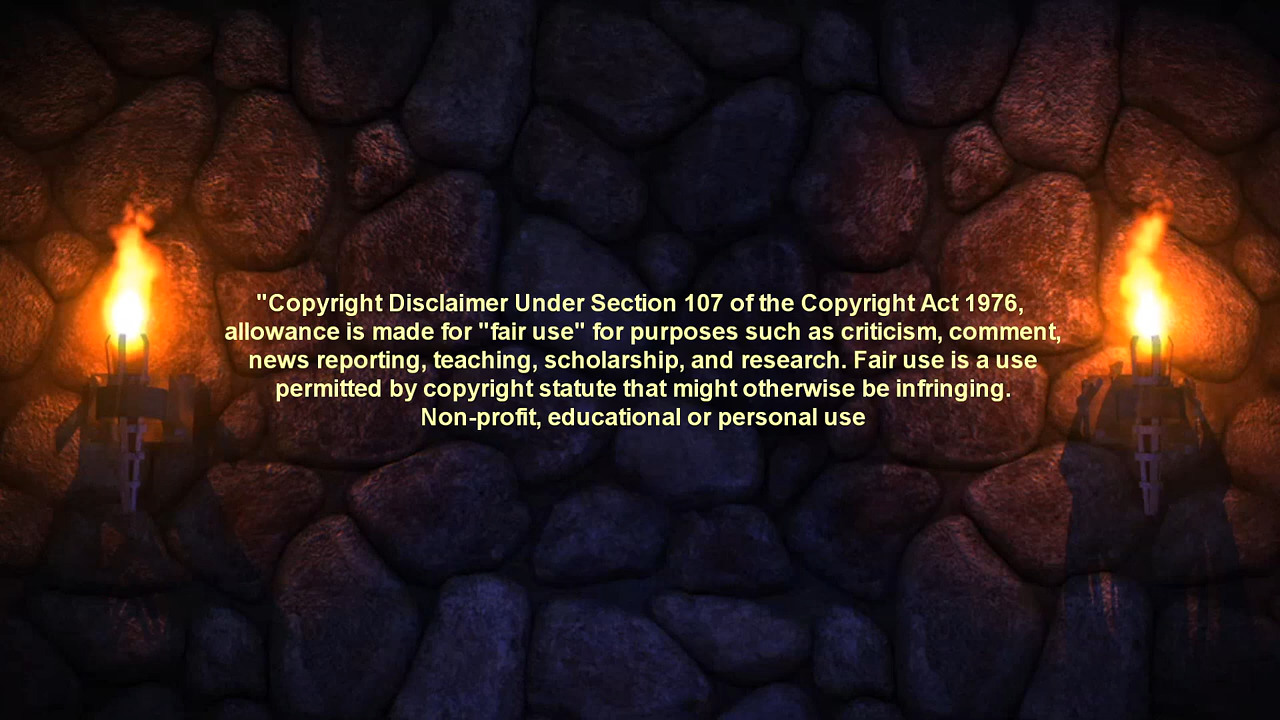 "Copyright Disclaimer Under Section 107 of the Copyright Act 1976,
allowance is made for "fair use" for purposes such as criticism, comment,
news reporting, teaching, scholarship, and research. Fair use is a use
permitted by copyright statute that might otherwise be infringing.
Non-profit, educational or personal use